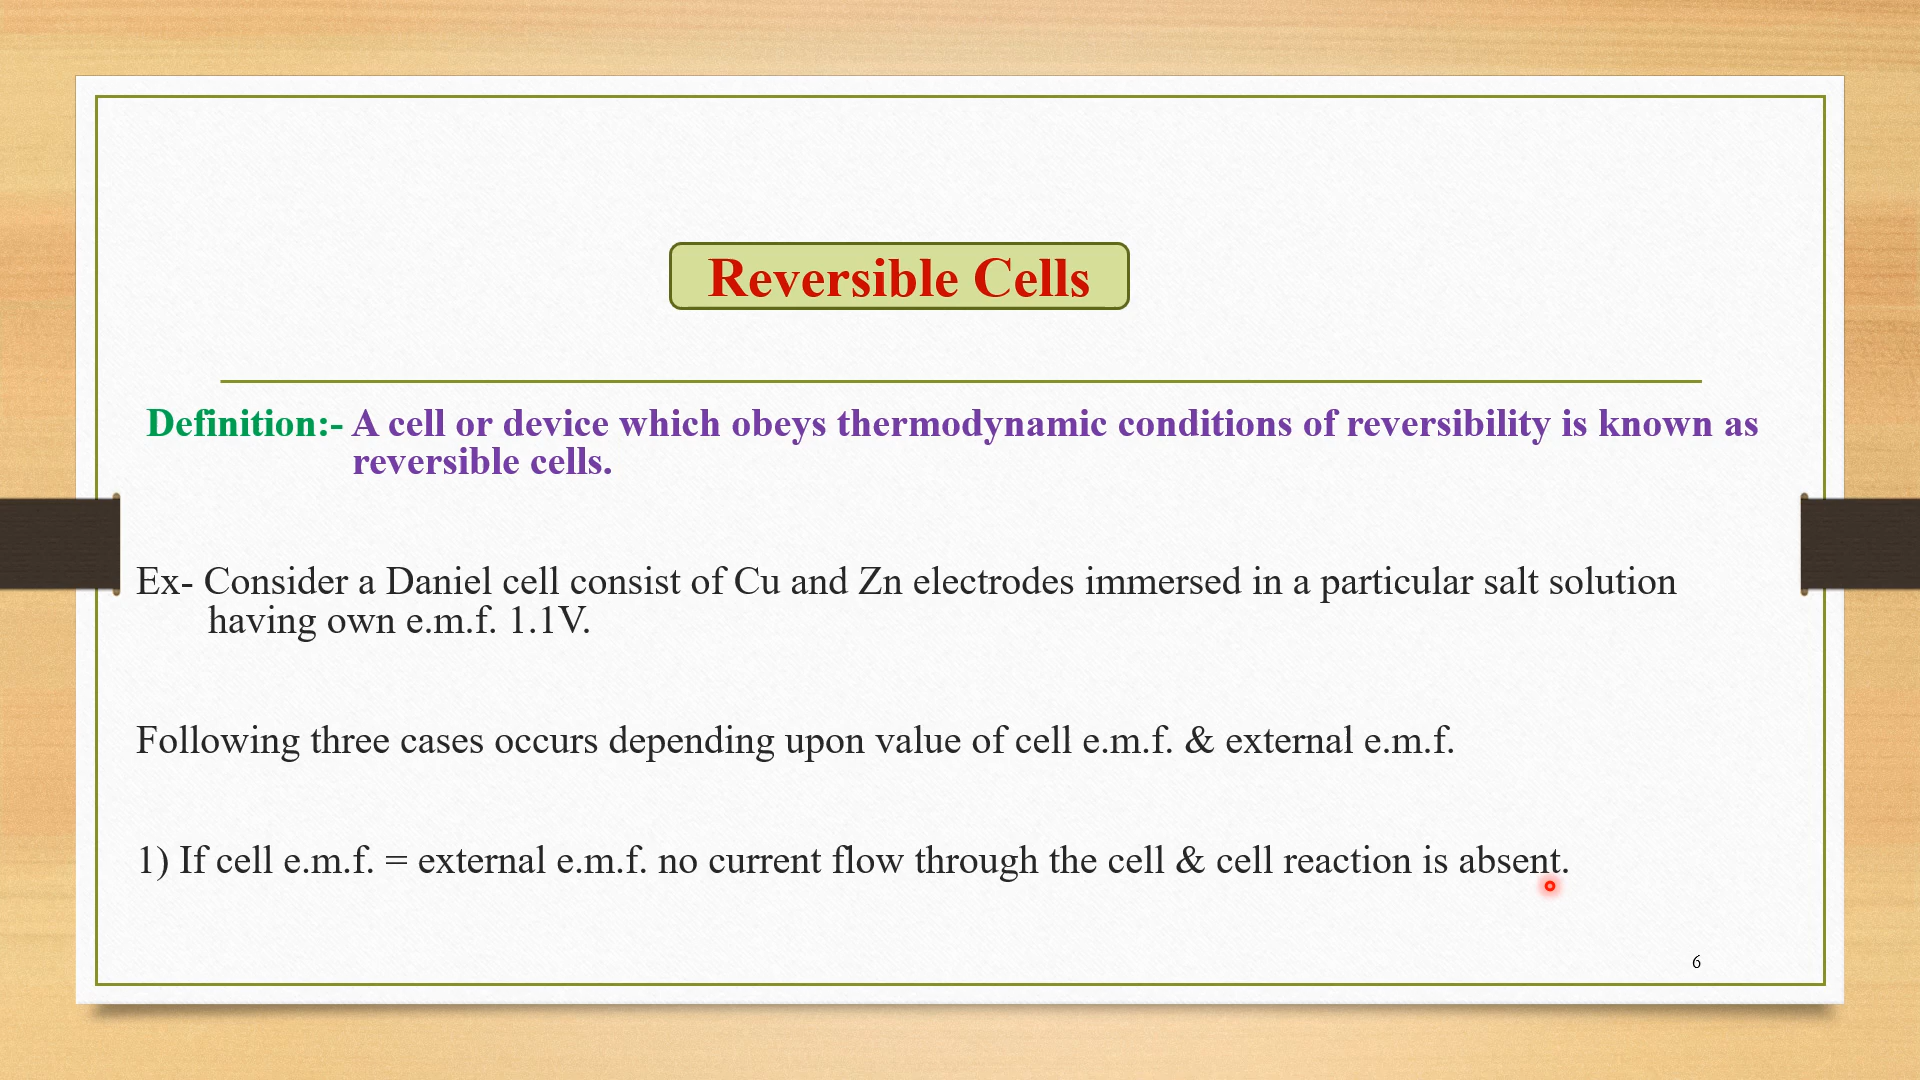 Reversible Cells
Definition:- A cell or device which obeys thermodynamic conditions of reversibility is known as
reversible cells.
Ex- Consider a Daniel cell consist of Cu and Zn electrodes immersed in a particular salt solution
having own e.m.f. 1.1V.
Following three cases occurs depending upon value of cell e.m.f. & external e.m.f.
1) If cell e.m.f. = external e.m.f. no current flow through the cell & cell reaction is absent.
6